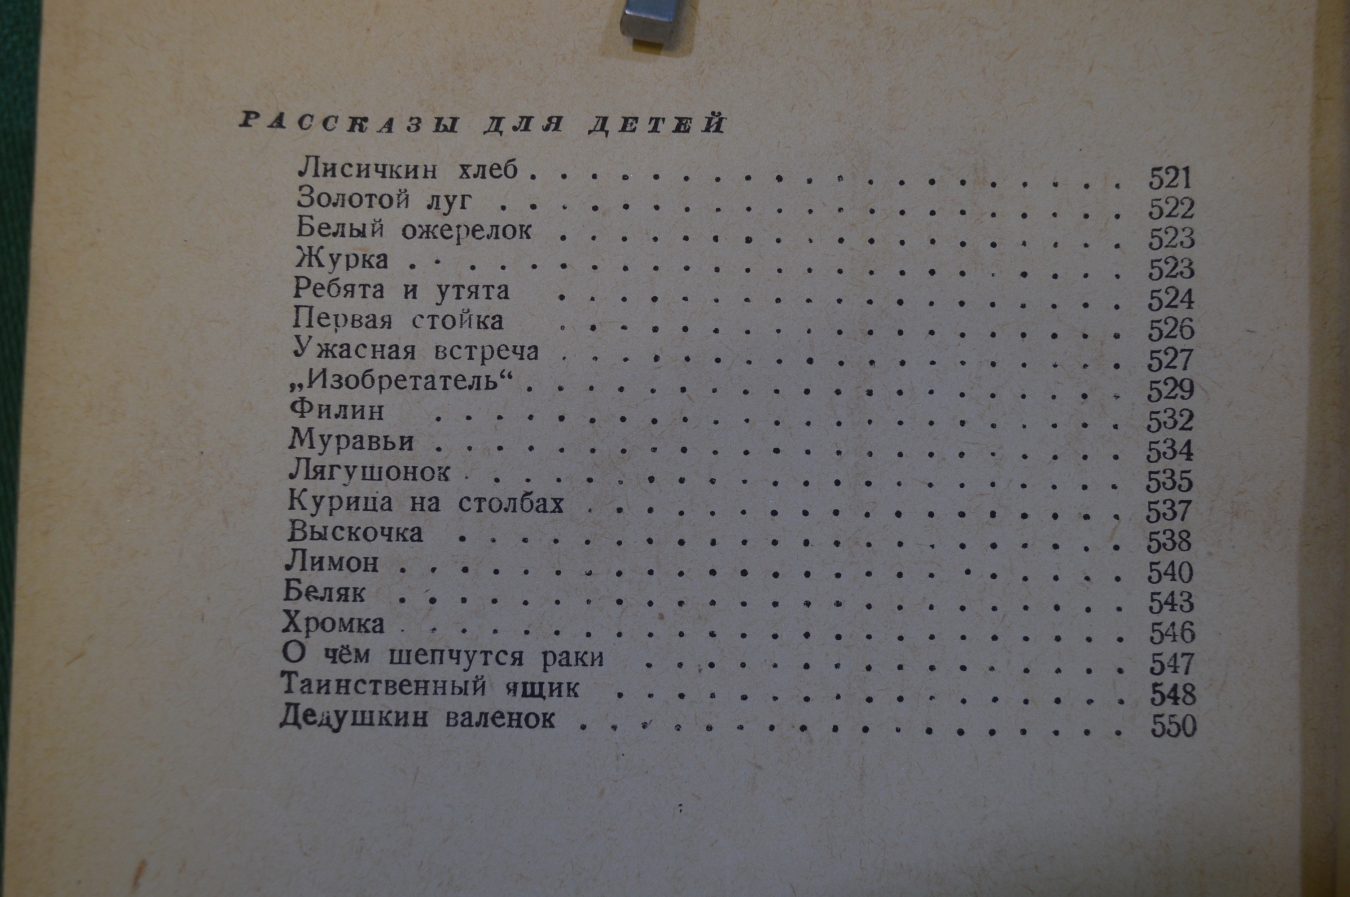 РАССКАЗЫ ДЛЯ ДЕТЕЙ
Лисичкин хлеб . . . . . . . . . . . . . . . . . . . . 521
Золотой луг . . . . . . . . . . . . . . . . . . . . . 522
Белый ожерелок . . . . . . . . . . . . . . . . . . . 523
Журка . . . . . . . . . . . . . . . . . . . . . . . . 523
Ребята и утята . . . . . . . . . . . . . . . . . . . 524
Первая стойка . . . . . . . . . . . . . . . . . . . 526
Ужасная встреча . . . . . . . . . . . . . . . . . . . 527
„Изобретатель“ . . . . . . . . . . . . . . . . . . . . 529
Филин . . . . . . . . . . . . . . . . . . . . . . . 532
Муравьи . . . . . . . . . . . . . . . . . . . . . . . 534
Лягушонок . . . . . . . . . . . . . . . . . . . . . . 535
Курица на столбах . . . . . . . . . . . . . . . . . . 537
Выскочка . . . . . . . . . . . . . . . . . . . . . . 538
Лимон . . . . . . . . . . . . . . . . . . . . . . . . 540
Беляк . . . . . . . . . . . . . . . . . . . . . . . . 543
Хромка . . . . . . . . . . . . . . . . . . . . . . . . 546
О чём шепчутся раки . . . . . . . . . . . . . . . . 547
Таинственный ящик . . . . . . . . . . . . . . . . . 548
Дедушкин валенок . . . . . . . . . . . . . . . . . . 550